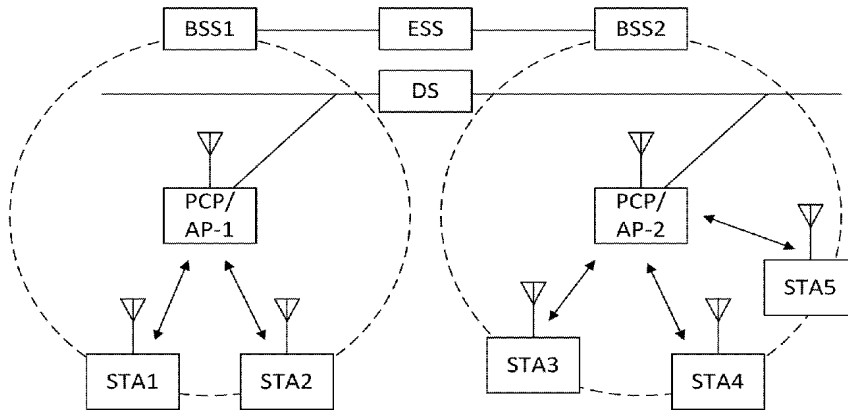 BSS1
ESS
BSS2
DS
PCP/
AP-1
PCP/
AP-2
STA5
STA1
STA2
STA3
STA4